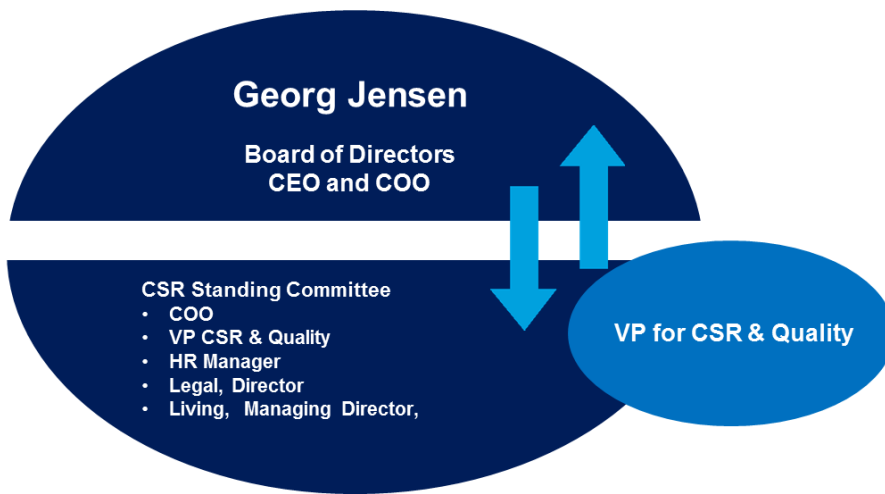 Georg Jensen
Board of Directors
CEO and COO
CSR Standing Committee
• COO
• VP CSR & Quality
• HR Manager
• Legal, Director
• Living, Managing Director,
VP for CSR & Quality